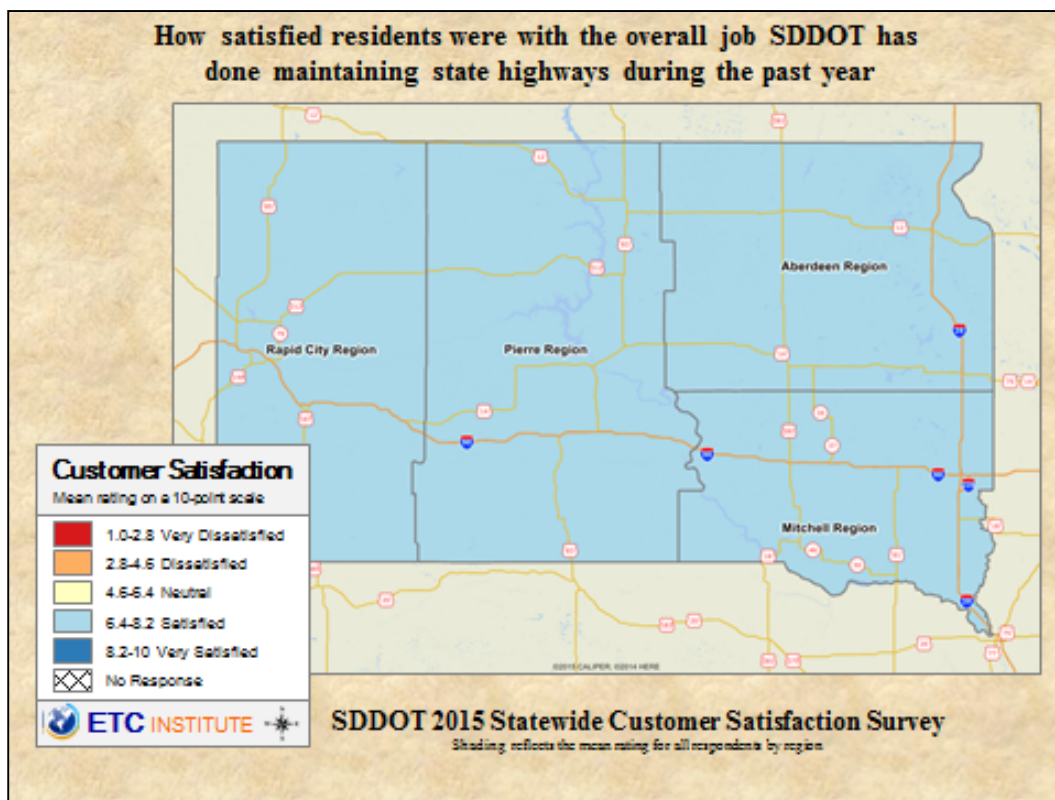 How satisfied residents were with the overall job SDDOT has
done maintaining state highways during the past year
Aberdeen Region
Rapid City Region
Pierre Region
Mitchell Region
©2015 CALIPER; ©2014 HERE
Customer Satisfaction
Mean rating on a 10-point scale
1.0-2.8 Very Dissatisfied
2.8-4.6 Dissatisfied
4.6-6.4 Neutral
6.4-8.2 Satisfied
8.2-10 Very Satisfied
No Response
ETC INSTITUTE
SDDOT 2015 Statewide Customer Satisfaction Survey
Shading reflects the mean rating for all respondents by region